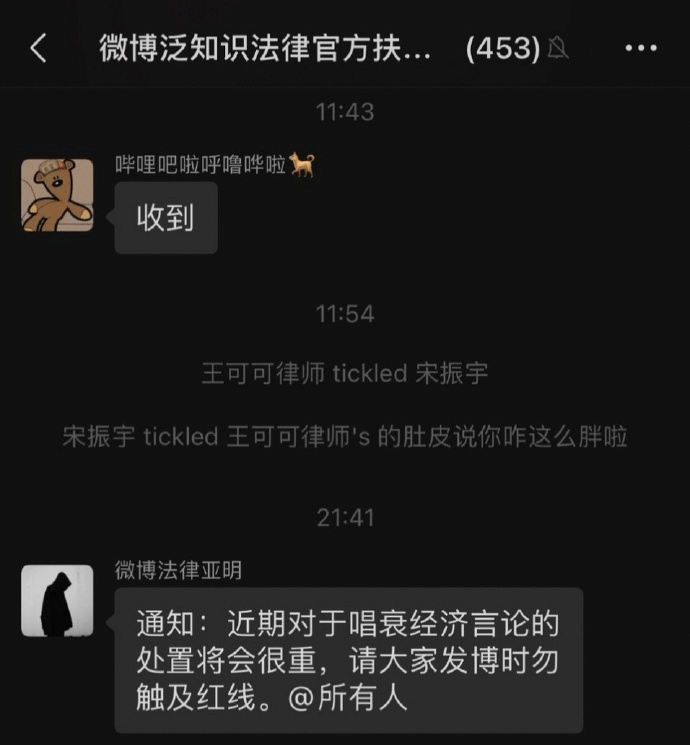 微博泛知识法律官方扶... (453)
11:43
哔哩吧啦呼噜哗啦
收到
11:54
王可可律师 tickled 宋振宇
宋振宇 tickled 王可可律师's 的肚皮说你咋这么胖啦
21:41
微博法律亚明
通知：近期对于唱衰经济言论的
处置将会很重，请大家发博时勿
触及红线。@所有人